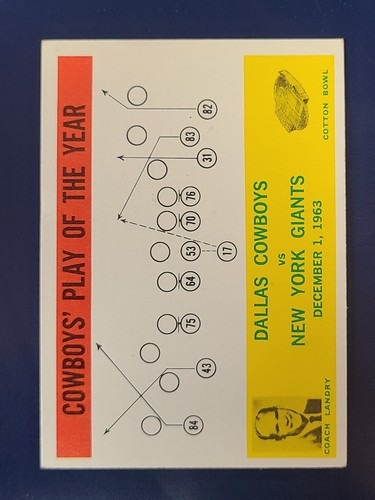 COWBOYS' PLAY OF THE YEAR
84
43
75
64
53
17
70
76
31
83
82
DALLAS COWBOYS
VS
NEW YORK GIANTS
DECEMBER 1, 1963
COACH LANDRY
COTTON BOWL